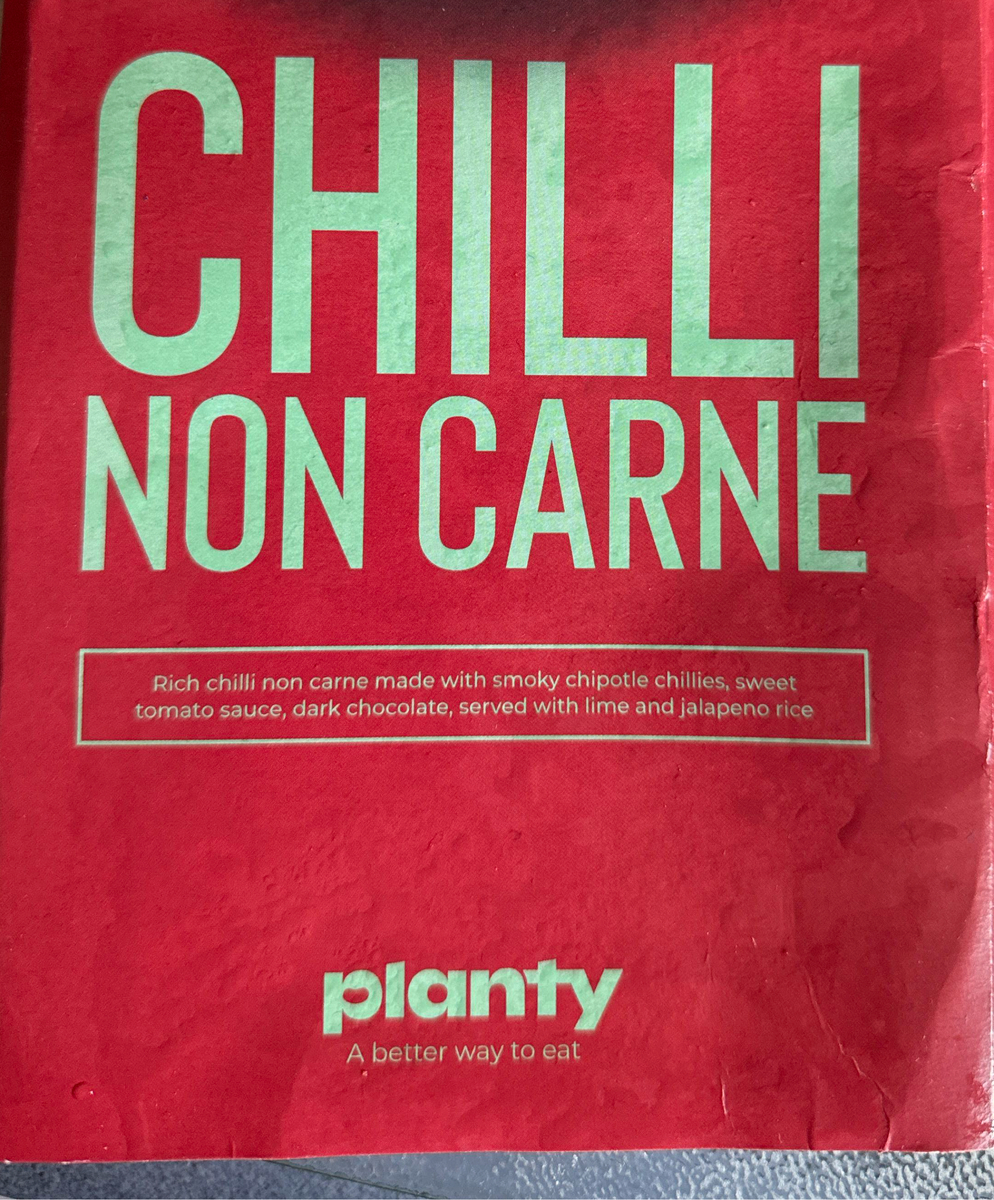 CHILLI
NON CARNE
Rich chilli non carne made with smoky chipotle chillies, sweet
tomato sauce, dark chocolate, served with lime and jalapeno rice
planty
A better way to eat